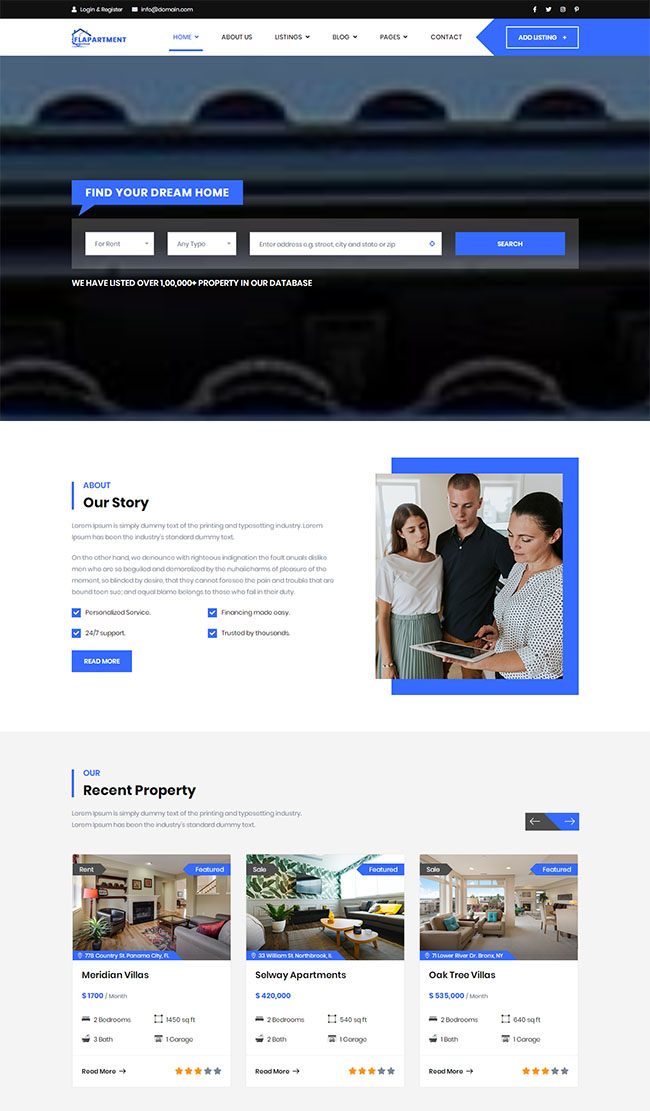 Login & Register info@domain.com
FLAPARTMENT
HOME ABOUT US LISTINGS BLOG PAGES CONTACT ADD LISTING +
FIND YOUR DREAM HOME
For Rent Any Type Enter address e.g. street, city and state or zip SEARCH
WE HAVE LISTED OVER 1,00,000+ PROPERTY IN OUR DATABASE
ABOUT
Our Story
Lorem Ipsum is simply dummy text of the printing and typesetting industry. Lorem
Ipsum has been the industry's standard dummy text.
On the other hand, we denounce with righteous indignation the foult anuals dislike
men who are so beguiled and demoralized by the nuhaiicharms of pleasure of the
moment, so blinded by desire, that they cannot foresee the pain and trouble that are
bound toen sue; and equal blame belongs to those who fail in their duty.
Personalized Service. Financing made easy.
24/7 support. Trusted by thousands.
READ MORE
OUR
Recent Property
Lorem Ipsum is simply dummy text of the printing and typesetting industry.
Lorem Ipsum has been the industry's standard dummy text.
Rent Featured
778 Country St. Panama City, FL
Meridian Villas
$ 1700 / Month
2 Bedrooms 1450 sq ft
3 Bath 1 Garage
Read More
Sale Featured
33 William St. Northbrook, IL
Selway Apartments
$ 420,000
2 Bedrooms 540 sq ft
2 Bath 1 Garage
Read More
Sale Featured
71 Lower River Dr. Bronx, NY
Oak Tree Villas
$ 535,000 / Month
2 Bedrooms 640 sq ft
1 Bath 1 Garage
Read More